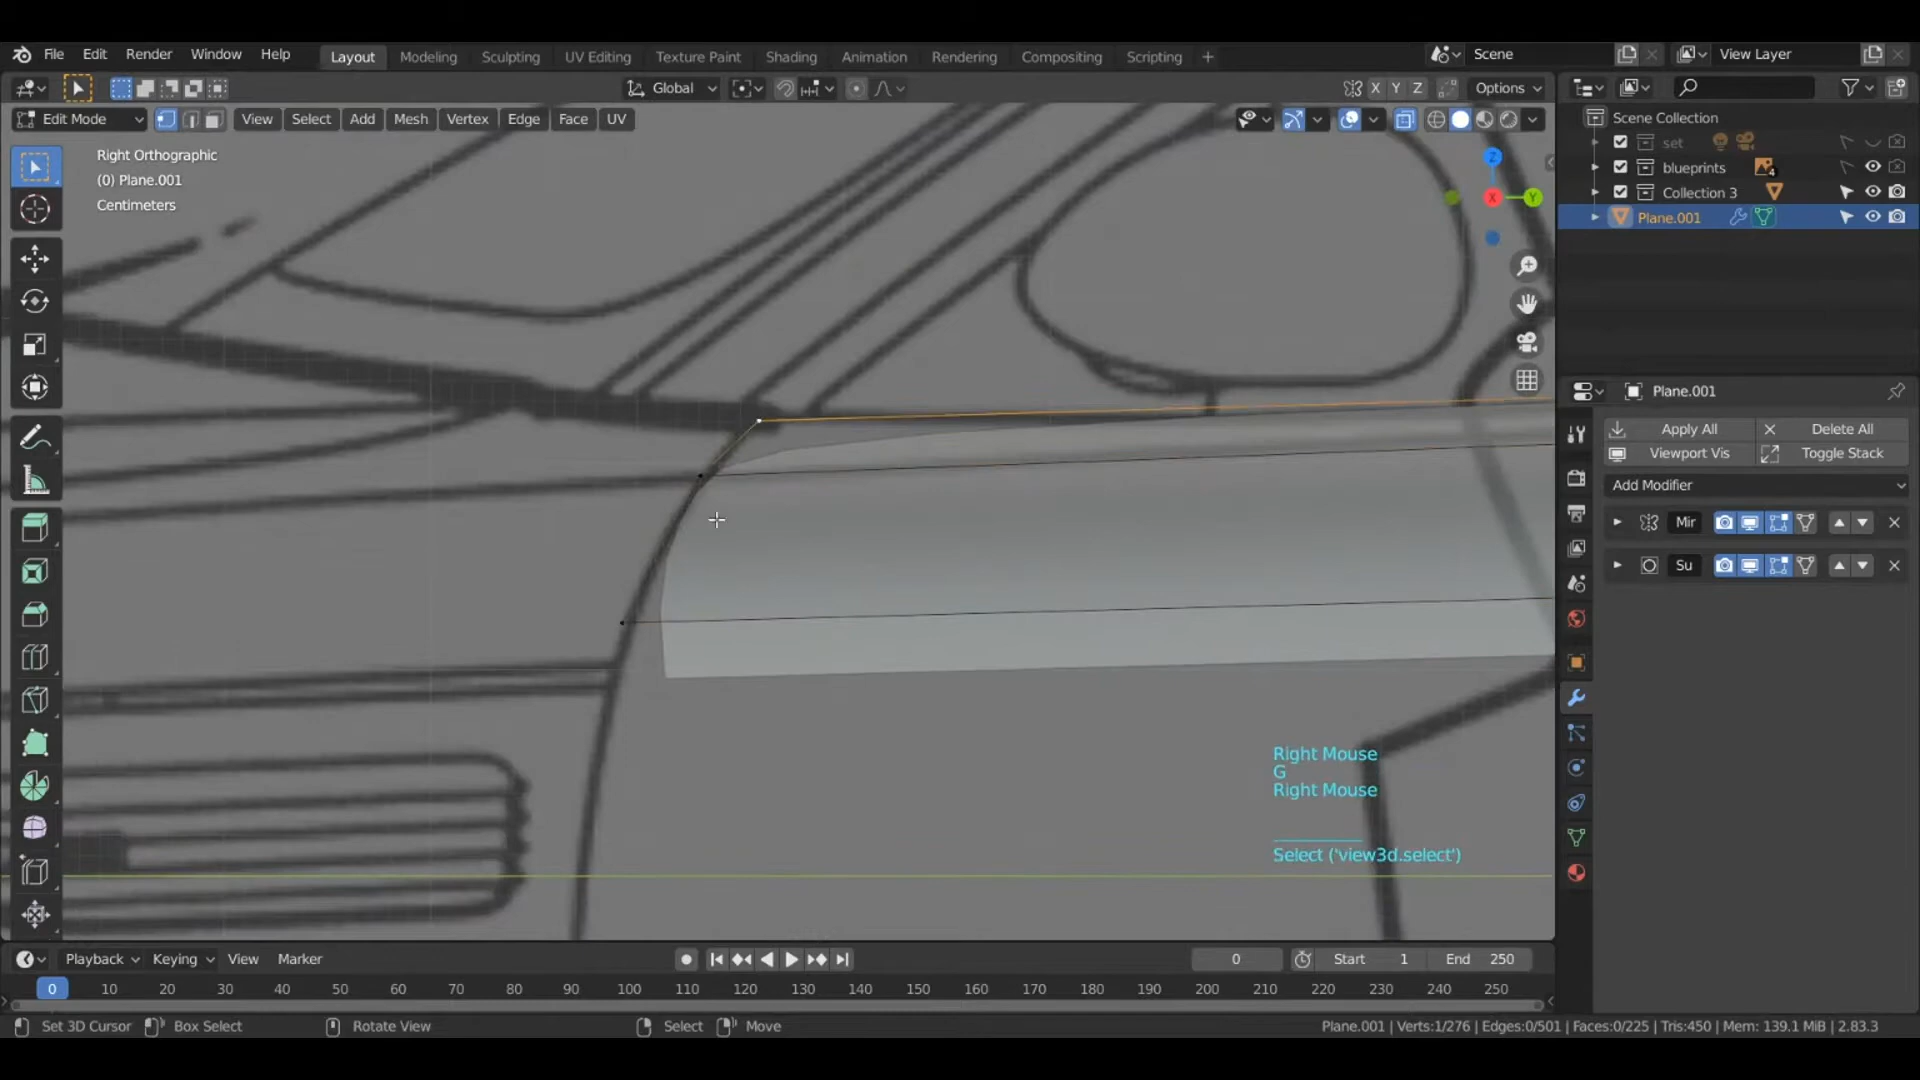 File Edit Render Window Help Layout Modeling Sculpting UV Editing Texture Paint Shading Animation Rendering Compositing Scripting + Scene View Layer
Global X Y Z Options
Edit Mode View Select Add Mesh Vertex Edge Face UV
Right Orthographic
(0) Plane.001
Centimeters
Z
X
Y
Right Mouse
G
Right Mouse
Select ('view3d.select')
Scene Collection
set
blueprints
4
Collection 3
Plane.001
Plane.001
Apply All Delete All
Viewport Vis Toggle Stack
Add Modifier
Mir
Su
Playback Keying View Marker 0 Start 1 End 250
0 10 20 30 40 50 60 70 80 90 100 110 120 130 140 150 160 170 180 190 200 210 220 230 240 250
Set 3D Cursor Box Select Rotate View Select Move Plane.001 | Verts:1/276 | Edges:0/501 | Faces:0/225 | Tris:450 | Mem: 139.1 MiB | 2.83.3